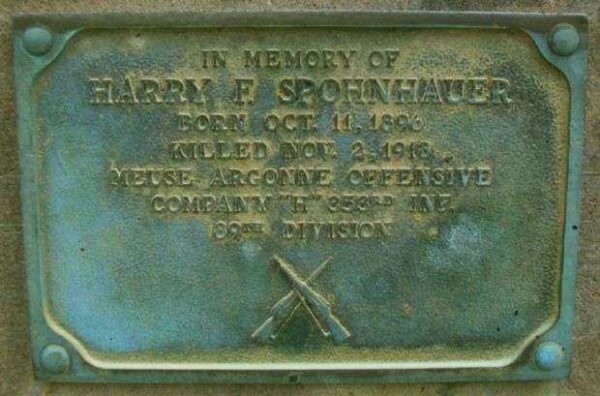 IN MEMORY OF
HARRY F. SPOHNHAUER
BORN OCT. 11, 1896
KILLED NOV. 2, 1918
MEUSE ARGONNE OFFENSIVE
COMPANY "H" 353RD INF.
89TH DIVISION